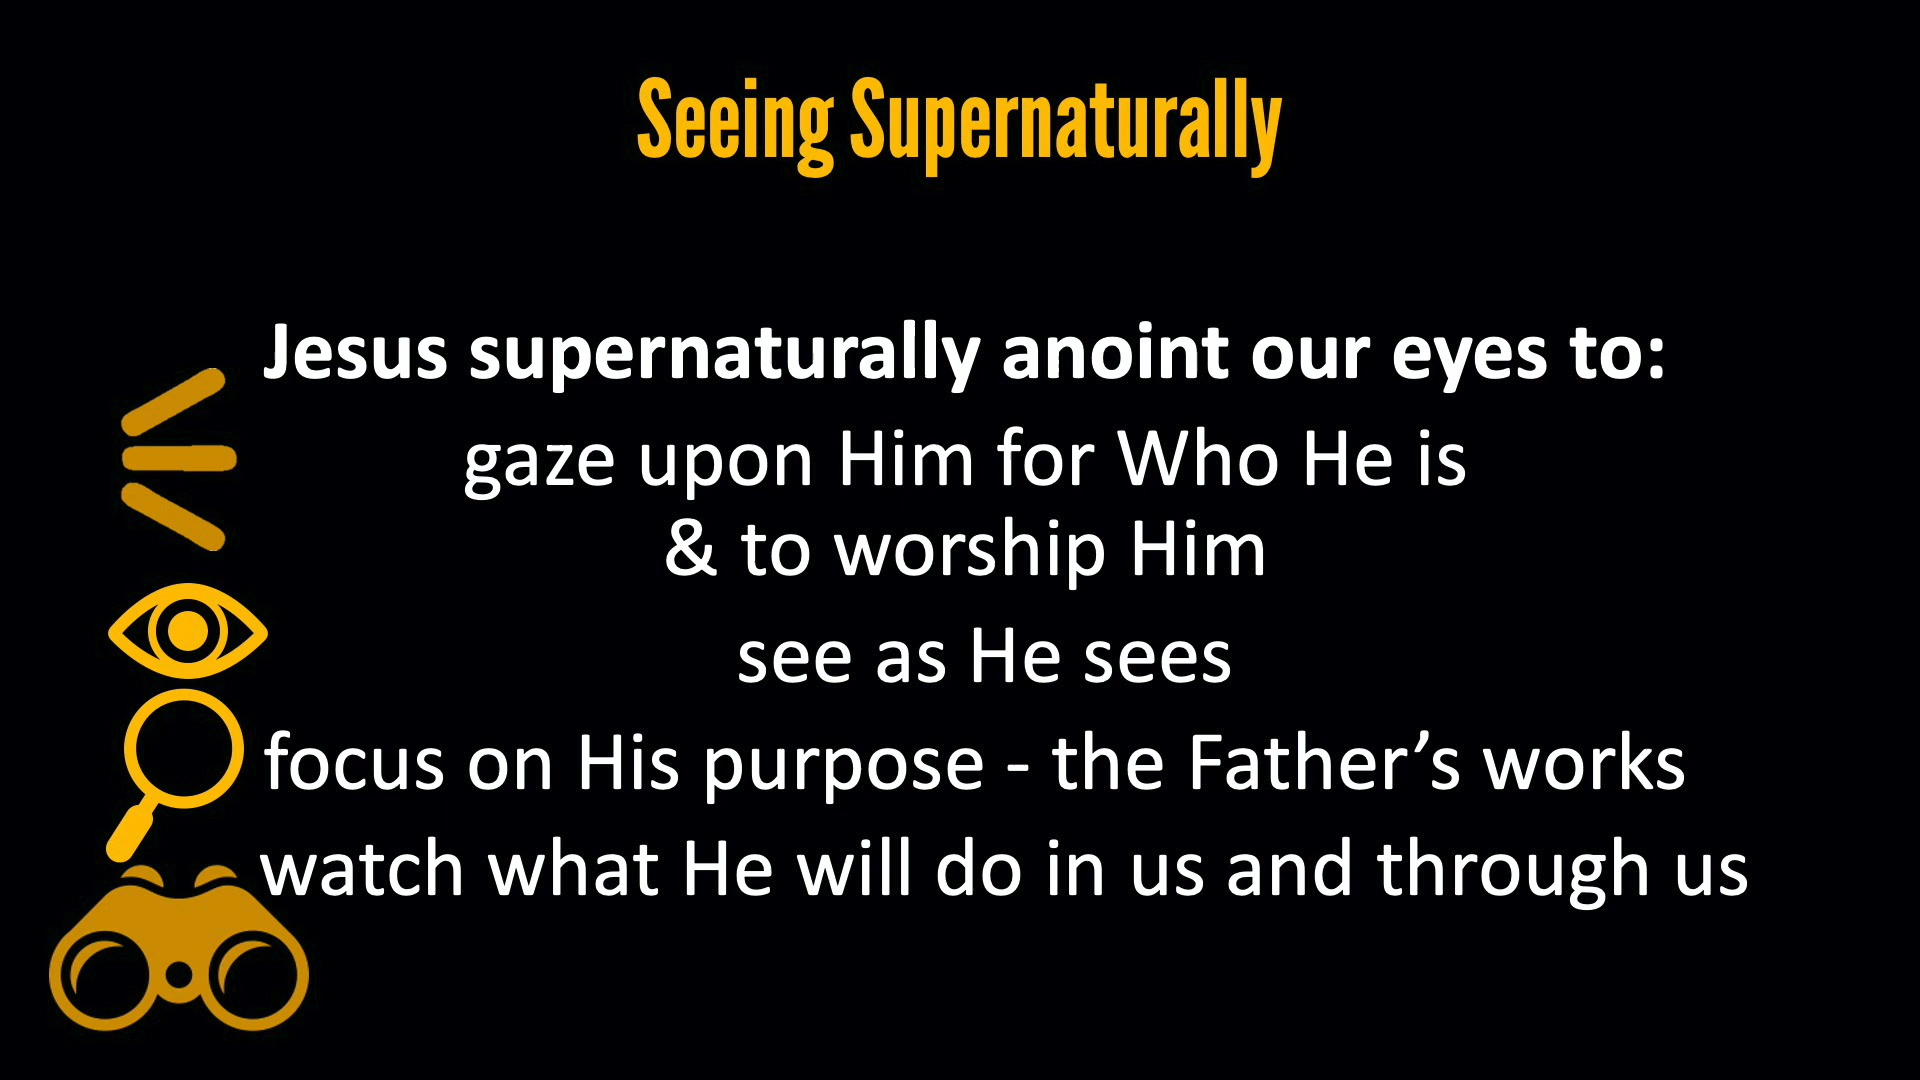 Seeing Supernaturally
Jesus supernaturally anoint our eyes to:
gaze upon Him for Who He is
& to worship Him
see as He sees
focus on His purpose - the Father’s works
watch what He will do in us and through us